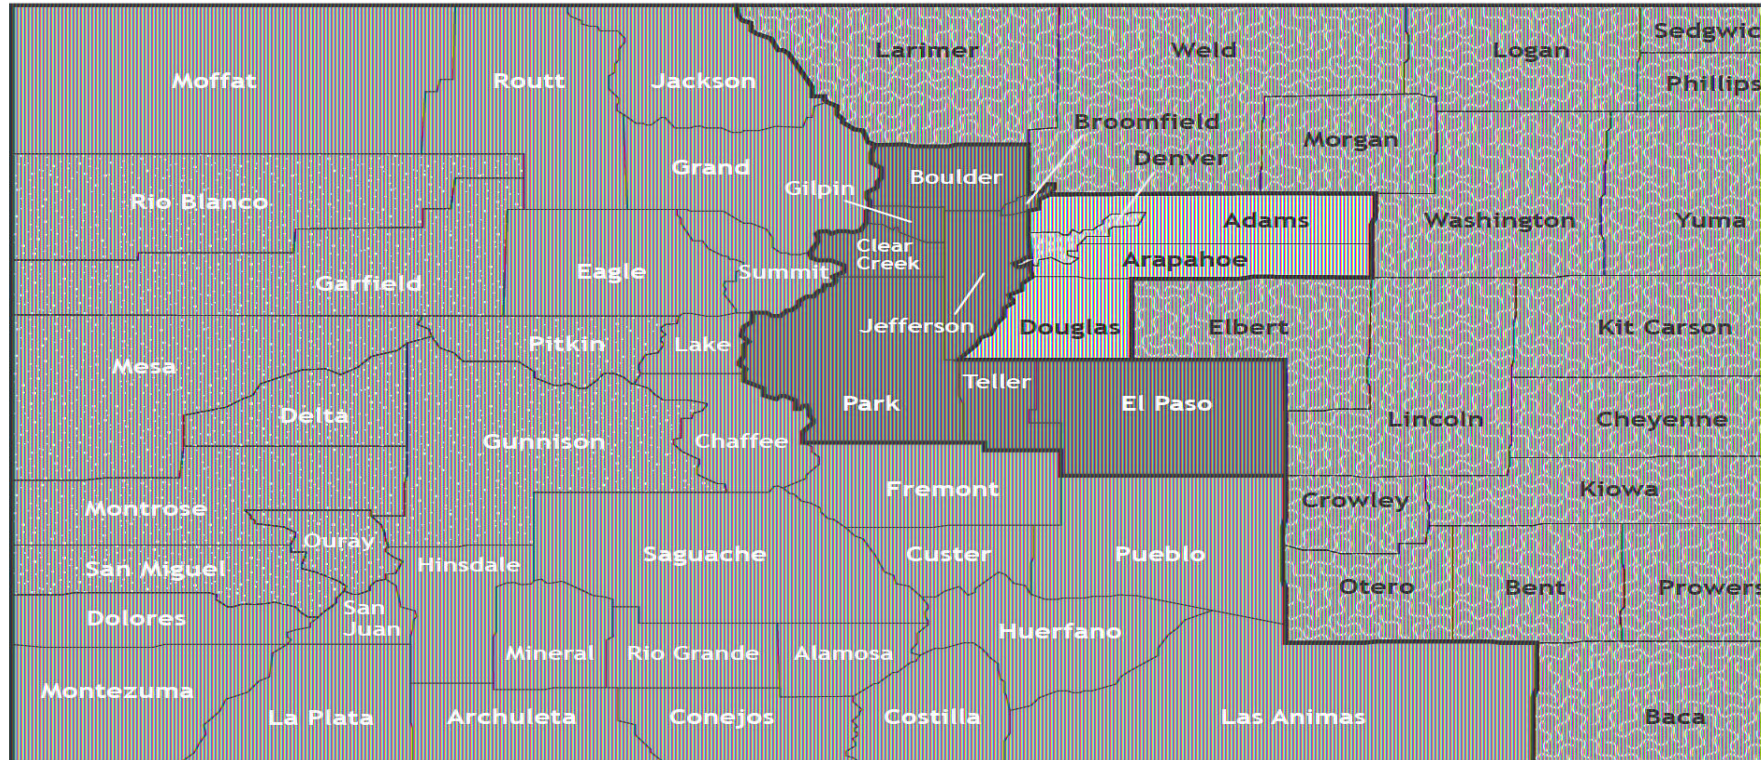 Sedgwic
Larimer
Weld
Logan
Moffat
Routt
Jackson
Phillips
Broomfield
Morgan
Denver
Grand
Boulder
Gilpin
Rio Blanco
Adams
Washington
Yuma
Clear
Creek
Arapahoe
Eagle
Summit
Garfield
Jefferson
Douglas
Elbert
Kit Carson
Pitkin
Lake
Mesa
Teller
Park
El Paso
Delta
Gunnison
Chaffee
Lincoln
Cheyenne
Fremont
Kiowa
Crowley
Montrose
Ouray
Saguache
Custer
Pueblo
San Miguel
Hinsdale
Otero
Bent
Prowers
Dolores
San
Juan
Huerfano
Mineral
Rio Grande
Alamosa
Montezuma
La Plata
Archuleta
Conejos
Costilla
Las Animas
Baca